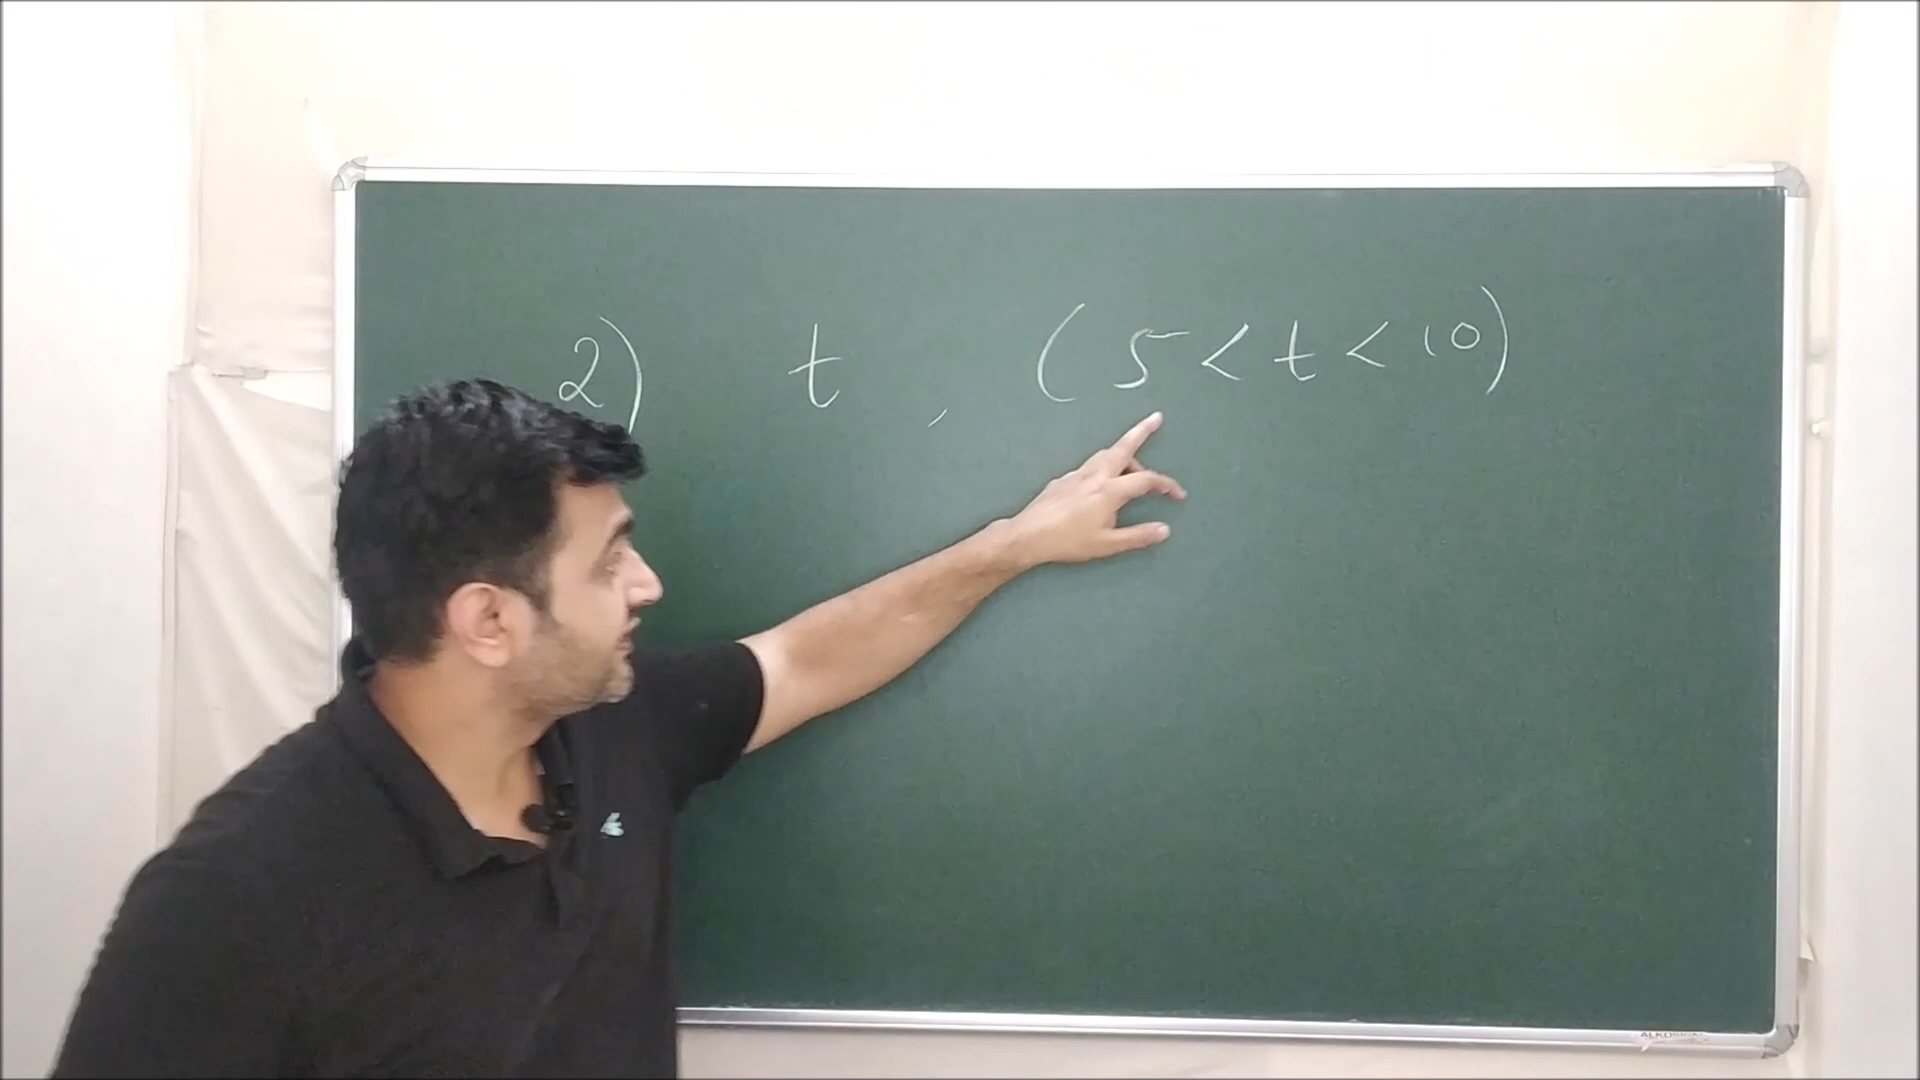 2) t , (5 < t < 10)